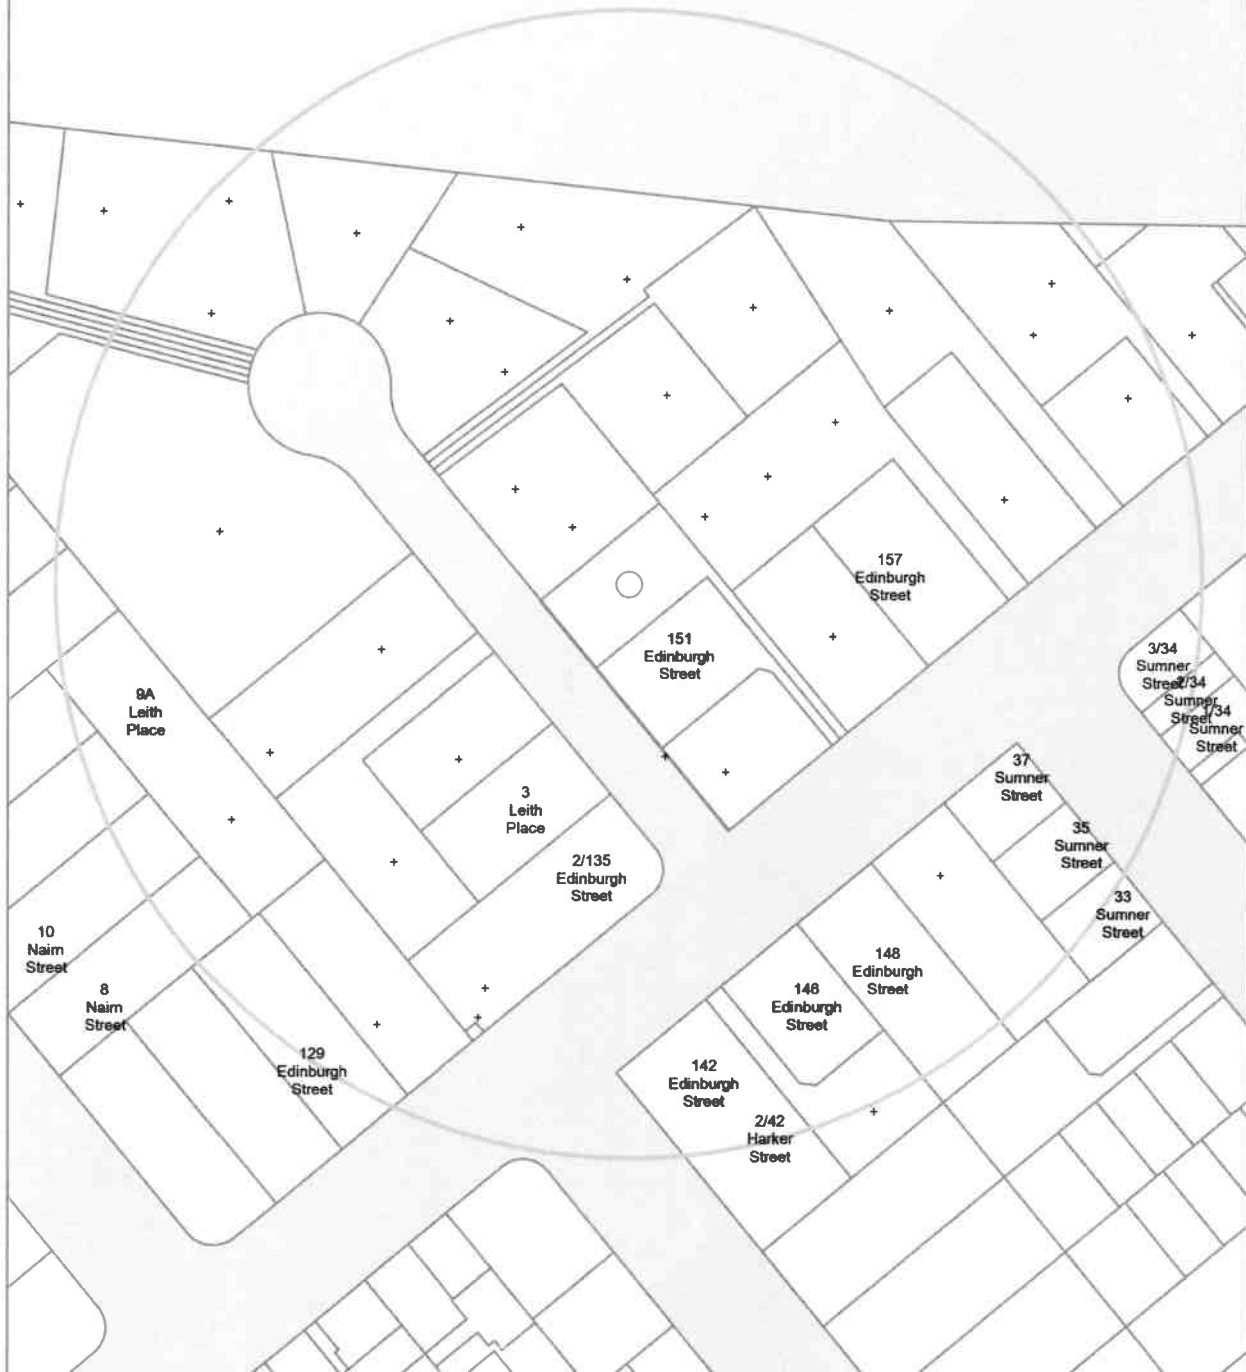 157
Edinburgh
Street
151
Edinburgh
Street
3/34
Sumner
Street
2/34
Sumner
Street
1/34
Sumner
Street
9A
Leith
Place
37
Sumner
Street
3
Leith
Place
35
Sumner
Street
2/135
Edinburgh
Street
33
Sumner
Street
10
Nairn
Street
148
Edinburgh
Street
8
Nairn
Street
146
Edinburgh
Street
129
Edinburgh
Street
142
Edinburgh
Street
2/42
Harker
Street